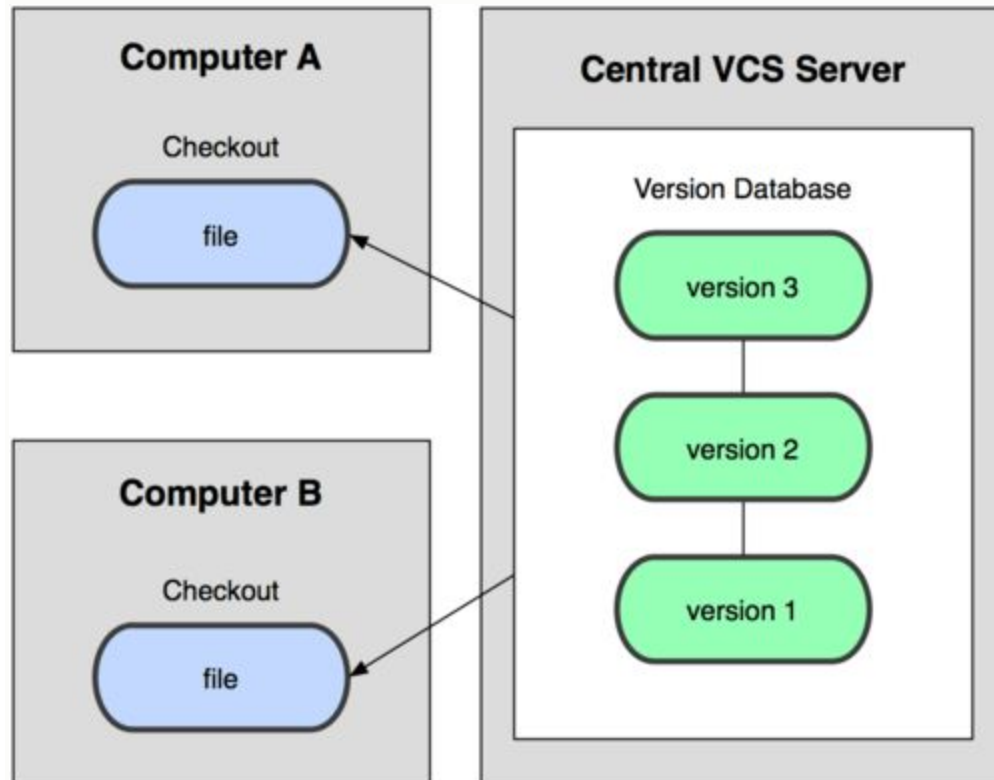 Computer A
Checkout
file
Computer B
Checkout
file
Central VCS Server
Version Database
version 3
version 2
version 1